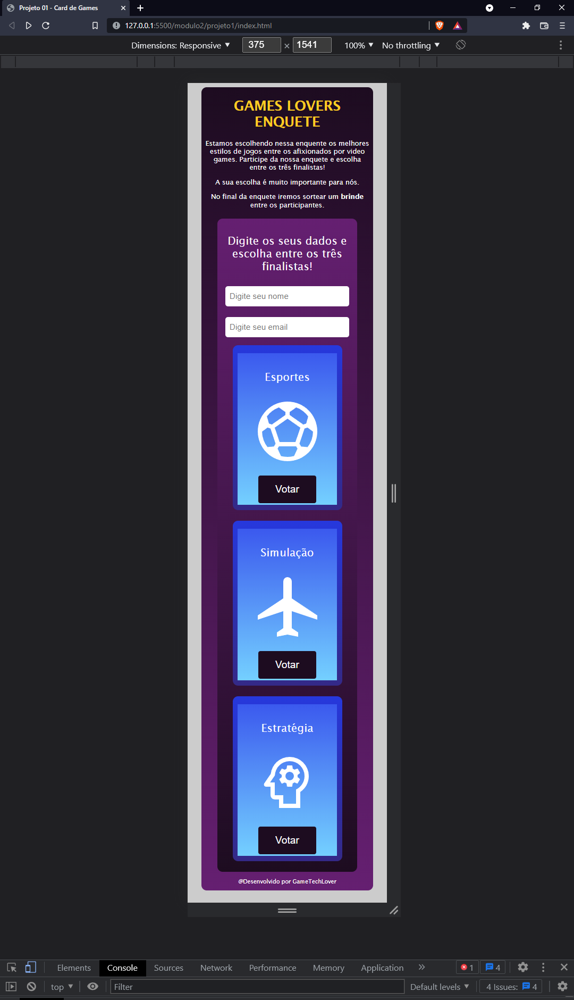 Projeto 01 - Card de Games
127.0.0.1:5500/modulo2/projeto1/index.html
Dimensions: Responsive 375 × 1541 100% No throttling
GAMES LOVERS
ENQUETE
Estamos escolhendo nessa enquente os melhores
estilos de jogos entre os afixionados por video
games. Participe da nossa enquete e escolha
entre os três finalistas!
A sua escolha é muito importante para nós.
No final da enquete iremos sortear um brinde
entre os participantes.
Digite os seus dados e
escolha entre os três
finalistas!
Digite seu nome
Digite seu email
Esportes
Votar
Simulação
Votar
Estratégia
Votar
@Desenvolvido por GameTechLover
Elements Console Sources Network Performance Memory Application 1 4
top Filter Default levels 4 Issues: 4